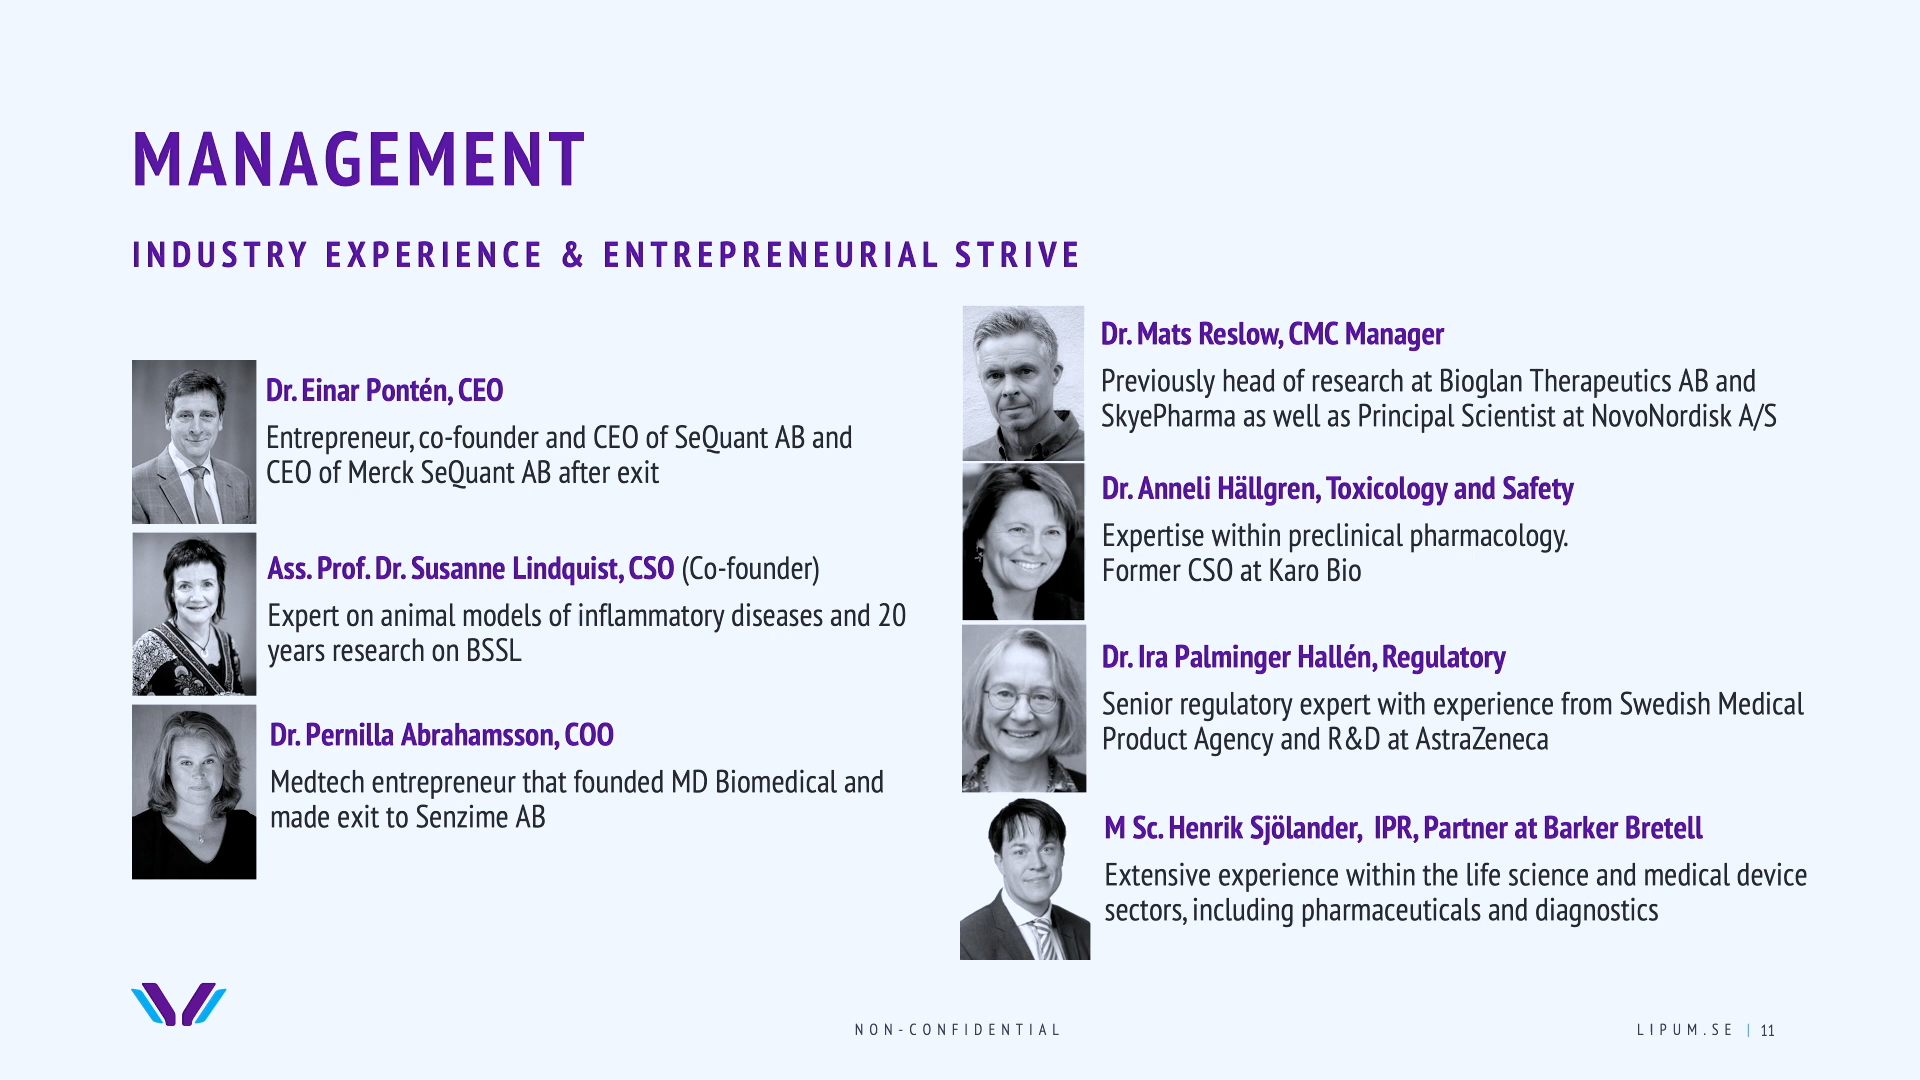 MANAGEMENT
INDUSTRY EXPERIENCE & ENTREPRENEURIAL STRIVE
Dr. Einar Pontén, CEO
Entrepreneur, co-founder and CEO of SeQuant AB and
CEO of Merck SeQuant AB after exit
Ass. Prof. Dr. Susanne Lindquist, CSO (Co-founder)
Expert on animal models of inflammatory diseases and 20
years research on BSSL
Dr. Pernilla Abrahamsson, COO
Medtech entrepreneur that founded MD Biomedical and
made exit to Senzime AB
Dr. Mats Reslow, CMC Manager
Previously head of research at Bioglan Therapeutics AB and
SkyePharma as well as Principal Scientist at NovoNordisk A/S
Dr. Anneli Hällgren, Toxicology and Safety
Expertise within preclinical pharmacology.
Former CSO at Karo Bio
Dr. Ira Palminger Hallén, Regulatory
Senior regulatory expert with experience from Swedish Medical
Product Agency and R&D at AstraZeneca
M Sc. Henrik Sjölander, IPR, Partner at Barker Bretell
Extensive experience within the life science and medical device
sectors, including pharmaceuticals and diagnostics
NON-CONFIDENTIAL
LIPUM.SE | 11